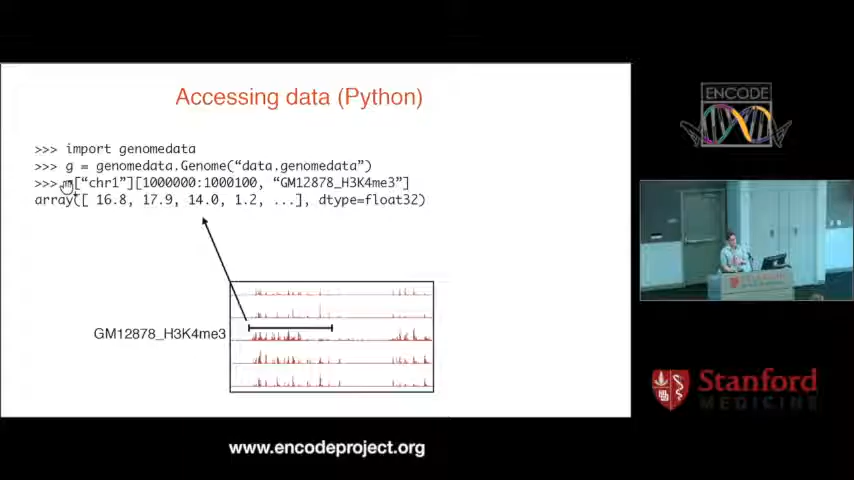 Accessing data (Python)
>>> import genomedata
>>> g = genomedata.Genome(“data.genomedata”)
>>> ["chr1"][1000000:1000100, “GM12878_H3K4me3”]
array([ 16.8, 17.9, 14.0, 1.2, ...], dtype=float32)
GM12878_H3K4me3
ENCODE
STANFORD
Stanford
MEDICINE
www.encodeproject.org